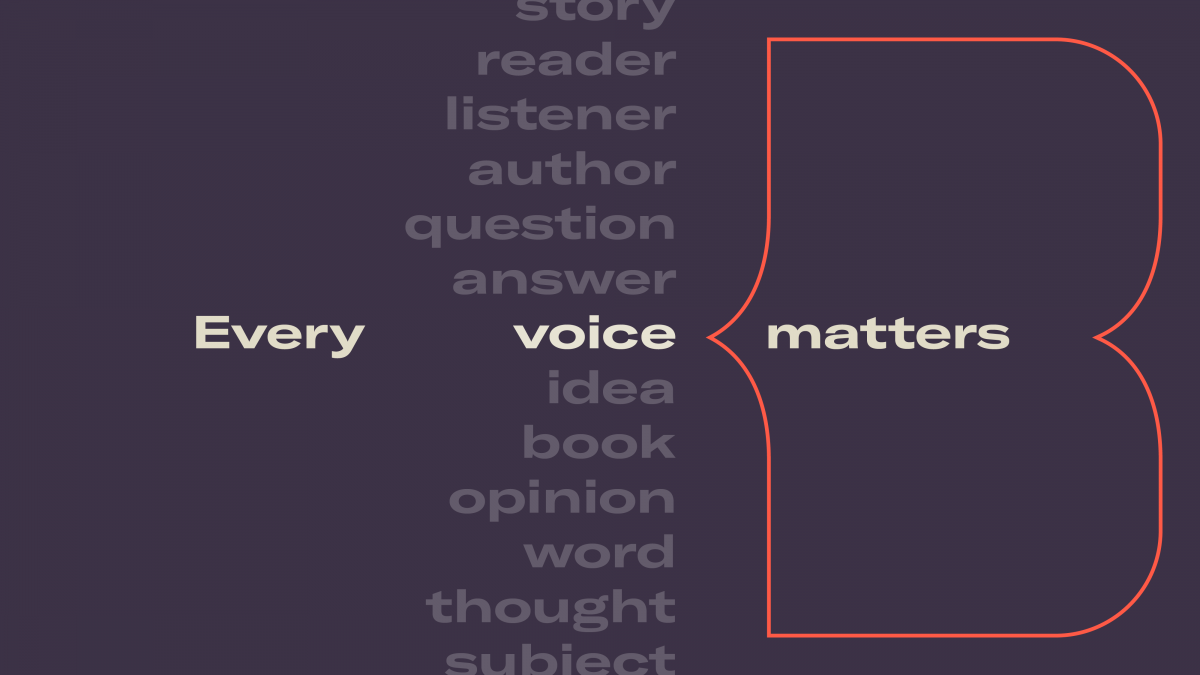 story
reader
listener
author
question
answer
Every voice matters
idea
book
opinion
word
thought
subject